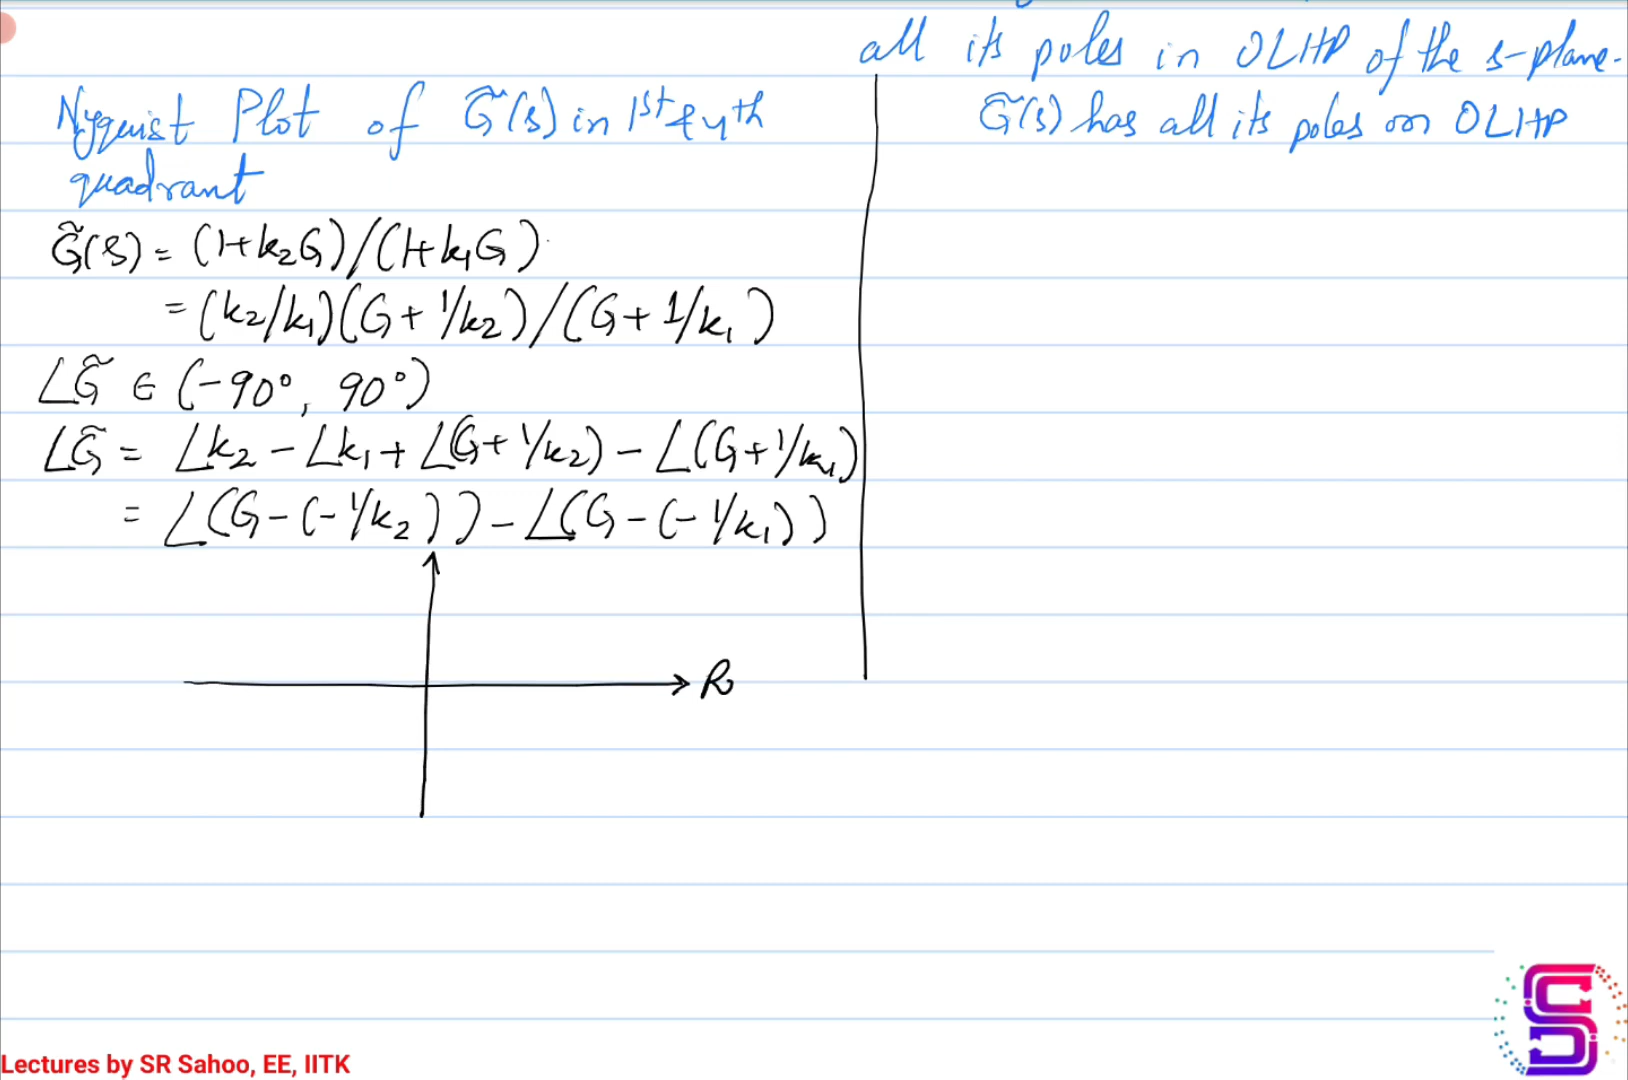 all its poles in OLHP of the s-plane.
Nyquist Plot of G̃(s) in 1st & 4th
quadrant
G̃(s) = (1+k₂G)/(1+k₁G)
= (k₂/k₁)(G+1/k₂)/(G+1/k₁)
∠G̃ ∈ (-90°, 90°)
∠G̃ = ∠k₂ - ∠k₁ + ∠(G+1/k₂) - ∠(G+1/k₁)
= ∠(G-(-1/k₂)) - ∠(G-(-1/k₁))
G̃(s) has all its poles on OLHP
Lectures by SR Sahoo, EE, IITK